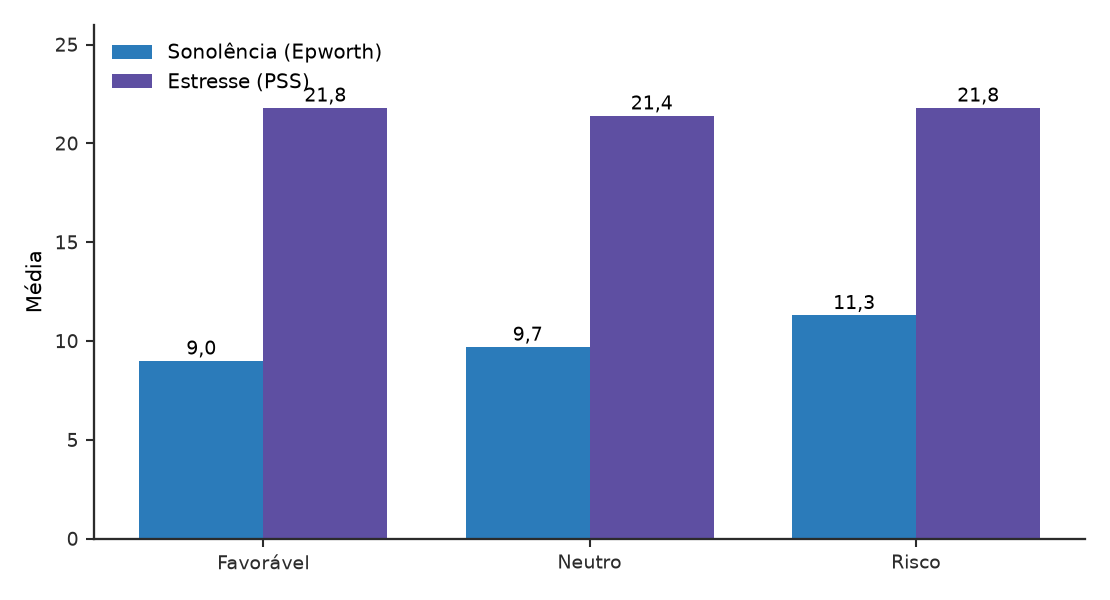 Sonolência (Epworth)
Estresse (PSS)
Média
25
20
15
10
5
0
9,0
21,8
9,7
21,4
11,3
21,8
Favorável
Neutro
Risco